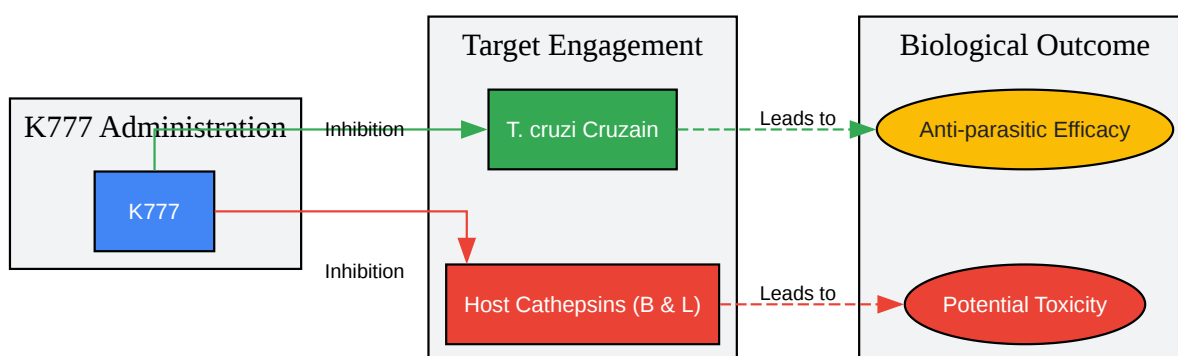 K777 Administration
K777
Inhibition
Inhibition
Target Engagement
T. cruzi Cruzain
Host Cathepsins (B & L)
Leads to
Leads to
Biological Outcome
Anti-parasitic Efficacy
Potential Toxicity